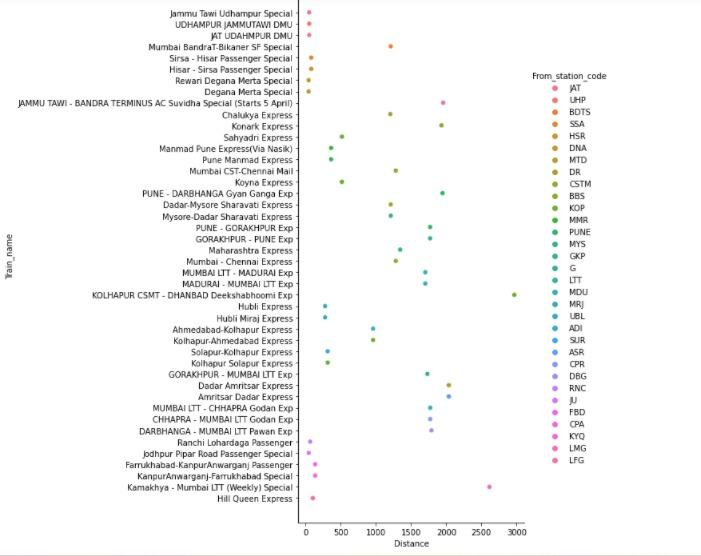 Jammu Tawi Udhampur Special
UDHAMPUR JAMMUTAWI DMU
JAT UDAHMPUR DMU
Mumbai BandraT-Bikaner SF Special
Sirsa - Hisar Passenger Special
Hisar - Sirsa Passenger Special
Rewari Degana Merta Special
Degana Merta Special
JAMMU TAWI - BANDRA TERMINUS AC Suvidha Special (Starts 5 April)
Chalukya Express
Konark Express
Sahyadri Express
Manmad Pune Express(Via Nasik)
Pune Manmad Express
Mumbai CST-Chennai Mail
Koyna Express
PUNE - DARBHANGA Gyan Ganga Exp
Dadar-Mysore Sharavati Express
Mysore-Dadar Sharavati Express
PUNE - GORAKHPUR Exp
GORAKHPUR - PUNE Exp
Maharashtra Express
Mumbai - Chennai Express
MUMBAI LTT - MADURAI Exp
MADURAI - MUMBAI LTT Exp
KOLHAPUR CSMT - DHANBAD Deekshabhoomi Exp
Hubli Express
Hubli Miraj Express
Ahmedabad-Kolhapur Express
Kolhapur-Ahmedabad Express
Solapur-Kolhapur Express
Kolhapur Solapur Express
GORAKHPUR - MUMBAI LTT Exp
Dadar Amritsar Express
Amritsar Dadar Express
MUMBAI LTT - CHHAPRA Godan Exp
CHHAPRA - MUMBAI LTT Godan Exp
DARBHANGA - MUMBAI LTT Pawan Exp
Ranchi Lohardaga Passenger
Jodhpur Pipar Road Passenger Special
Farrukhabad-KanpurAnwarganj Passenger
KanpurAnwarganj-Farrukhabad Special
Kamakhya - Mumbai LTT (Weekly) Special
Hill Queen Express
Train_name
0 500 1000 1500 2000 2500 3000
Distance
From_station_code
JAT
UHP
BDTS
SSA
HSR
DNA
MTD
DR
CSTM
BBS
KOP
MMR
PUNE
MYS
GKP
G
LTT
MDU
MRJ
UBL
ADI
SUR
ASR
CPR
DBG
RNC
JU
FBD
CPA
KYQ
LMG
LFG